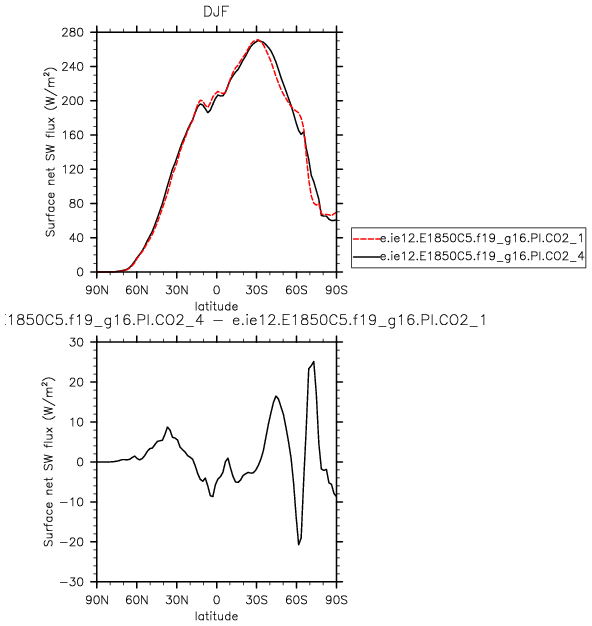 DJF
280
240
200
160
120
80
40
0
Surface net SW flux (W/m²)
90N 60N 30N 0 30S 60S 90S
latitude
e.ie12.E1850C5.f19_g16.PI.CO2_1
e.ie12.E1850C5.f19_g16.PI.CO2_4
:1850C5.f19_g16.PI.CO2_4 − e.ie12.E1850C5.f19_g16.PI.CO2_1
30
20
10
0
−10
−20
−30
Surface net SW flux (W/m²)
90N 60N 30N 0 30S 60S 90S
latitude